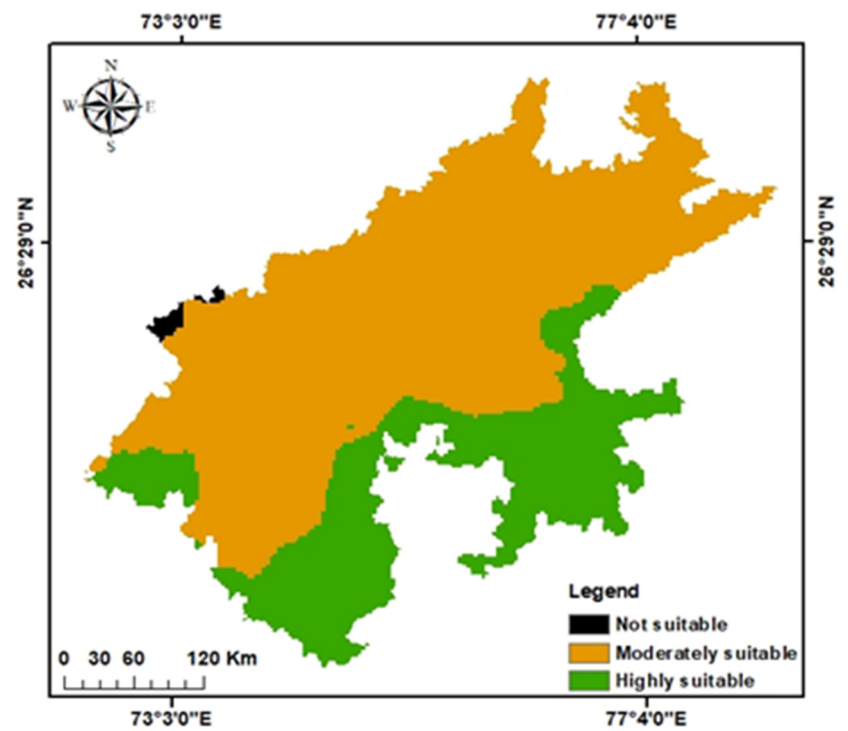 73°3'0"E 77°4'0"E
N
W E
S
26°29'0"N 26°29'0"N
Legend
Not suitable
Moderately suitable
Highly suitable
0 30 60 120 Km
73°3'0"E 77°4'0"E